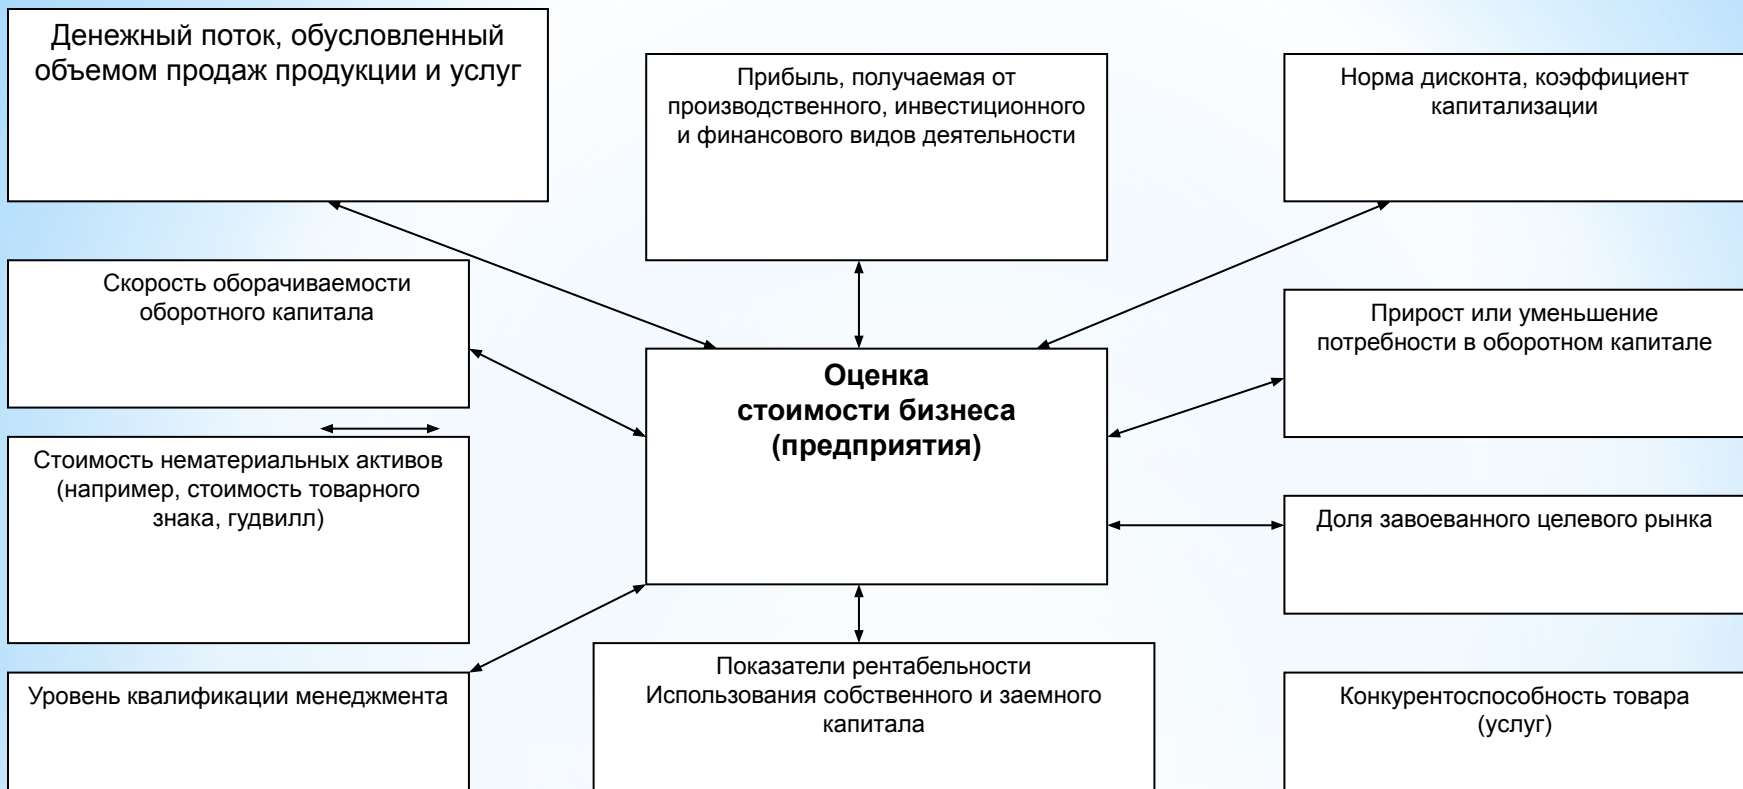 Денежный поток, обусловленный
объемом продаж продукции и услуг
Прибыль, получаемая от
производственного, инвестиционного
и финансового видов деятельности
Норма дисконта, коэффициент
капитализации
Скорость оборачиваемости
оборотного капитала
Прирост или уменьшение
потребности в оборотном капитале
Оценка
стоимости бизнеса
(предприятия)
Стоимость нематериальных активов
(например, стоимость товарного
знака, гудвилл)
Доля завоеванного целевого рынка
Уровень квалификации менеджмента
Показатели рентабельности
Использования собственного и заемного
капитала
Конкурентоспособность товара
(услуг)